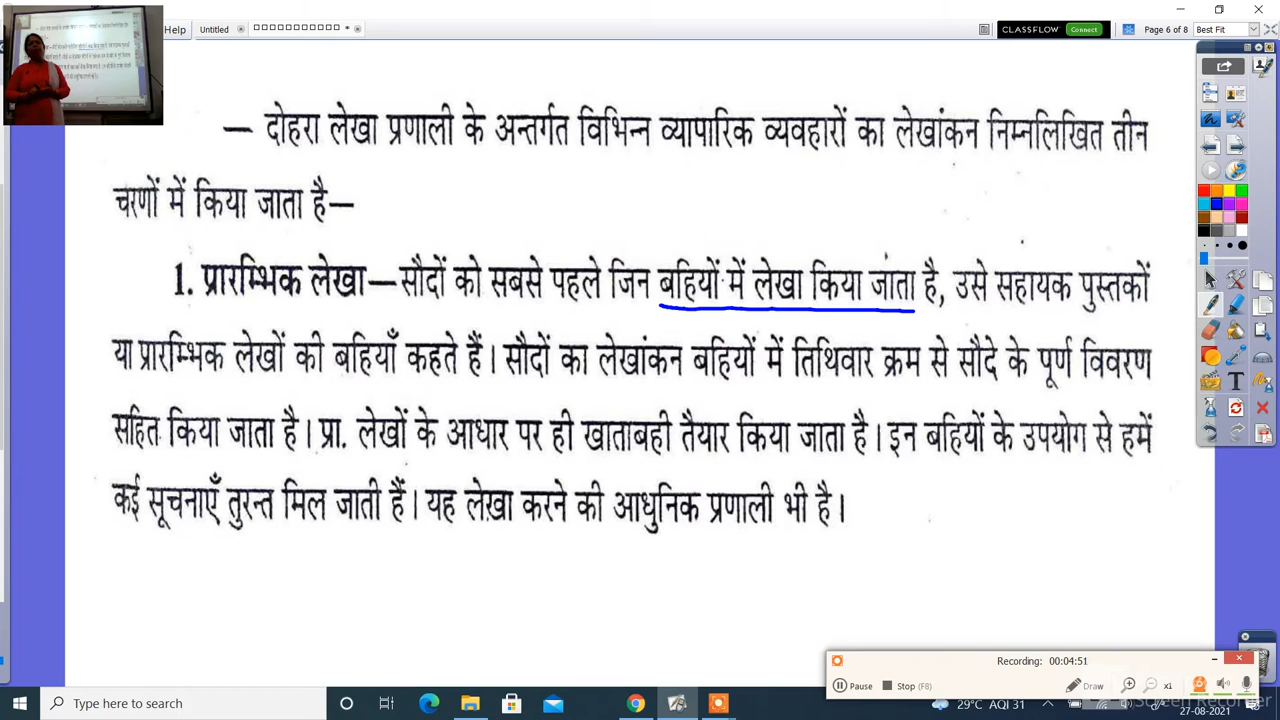 Help
Untitled
CLASSFLOW
Connect
Page 6 of 8
Best Fit
— दोहरा लेखा प्रणाली के अन्तर्गत विभिन्न व्यापारिक व्यवहारों का लेखांकन निम्नलिखित तीन
चरणों में किया जाता है—
1. प्रारम्भिक लेखा—सौदों को सबसे पहले जिन बहियों में लेखा किया जाता है, उसे सहायक पुस्तकों
या प्रारम्भिक लेखों की बहियाँ कहते हैं। सौदों का लेखांकन बहियों में तिथिवार क्रम से सौदे के पूर्ण विवरण
सहित किया जाता है। प्रा. लेखों के आधार पर ही खाताबही तैयार किया जाता है। इन बहियों के उपयोग से हमें
कई सूचनाएँ तुरन्त मिल जाती हैं। यह लेखा करने की आधुनिक प्रणाली भी है।
Recording: 00:04:51
Pause
Stop (F8)
Draw
x1
Type here to search
29°C AQI 31
27-08-2021